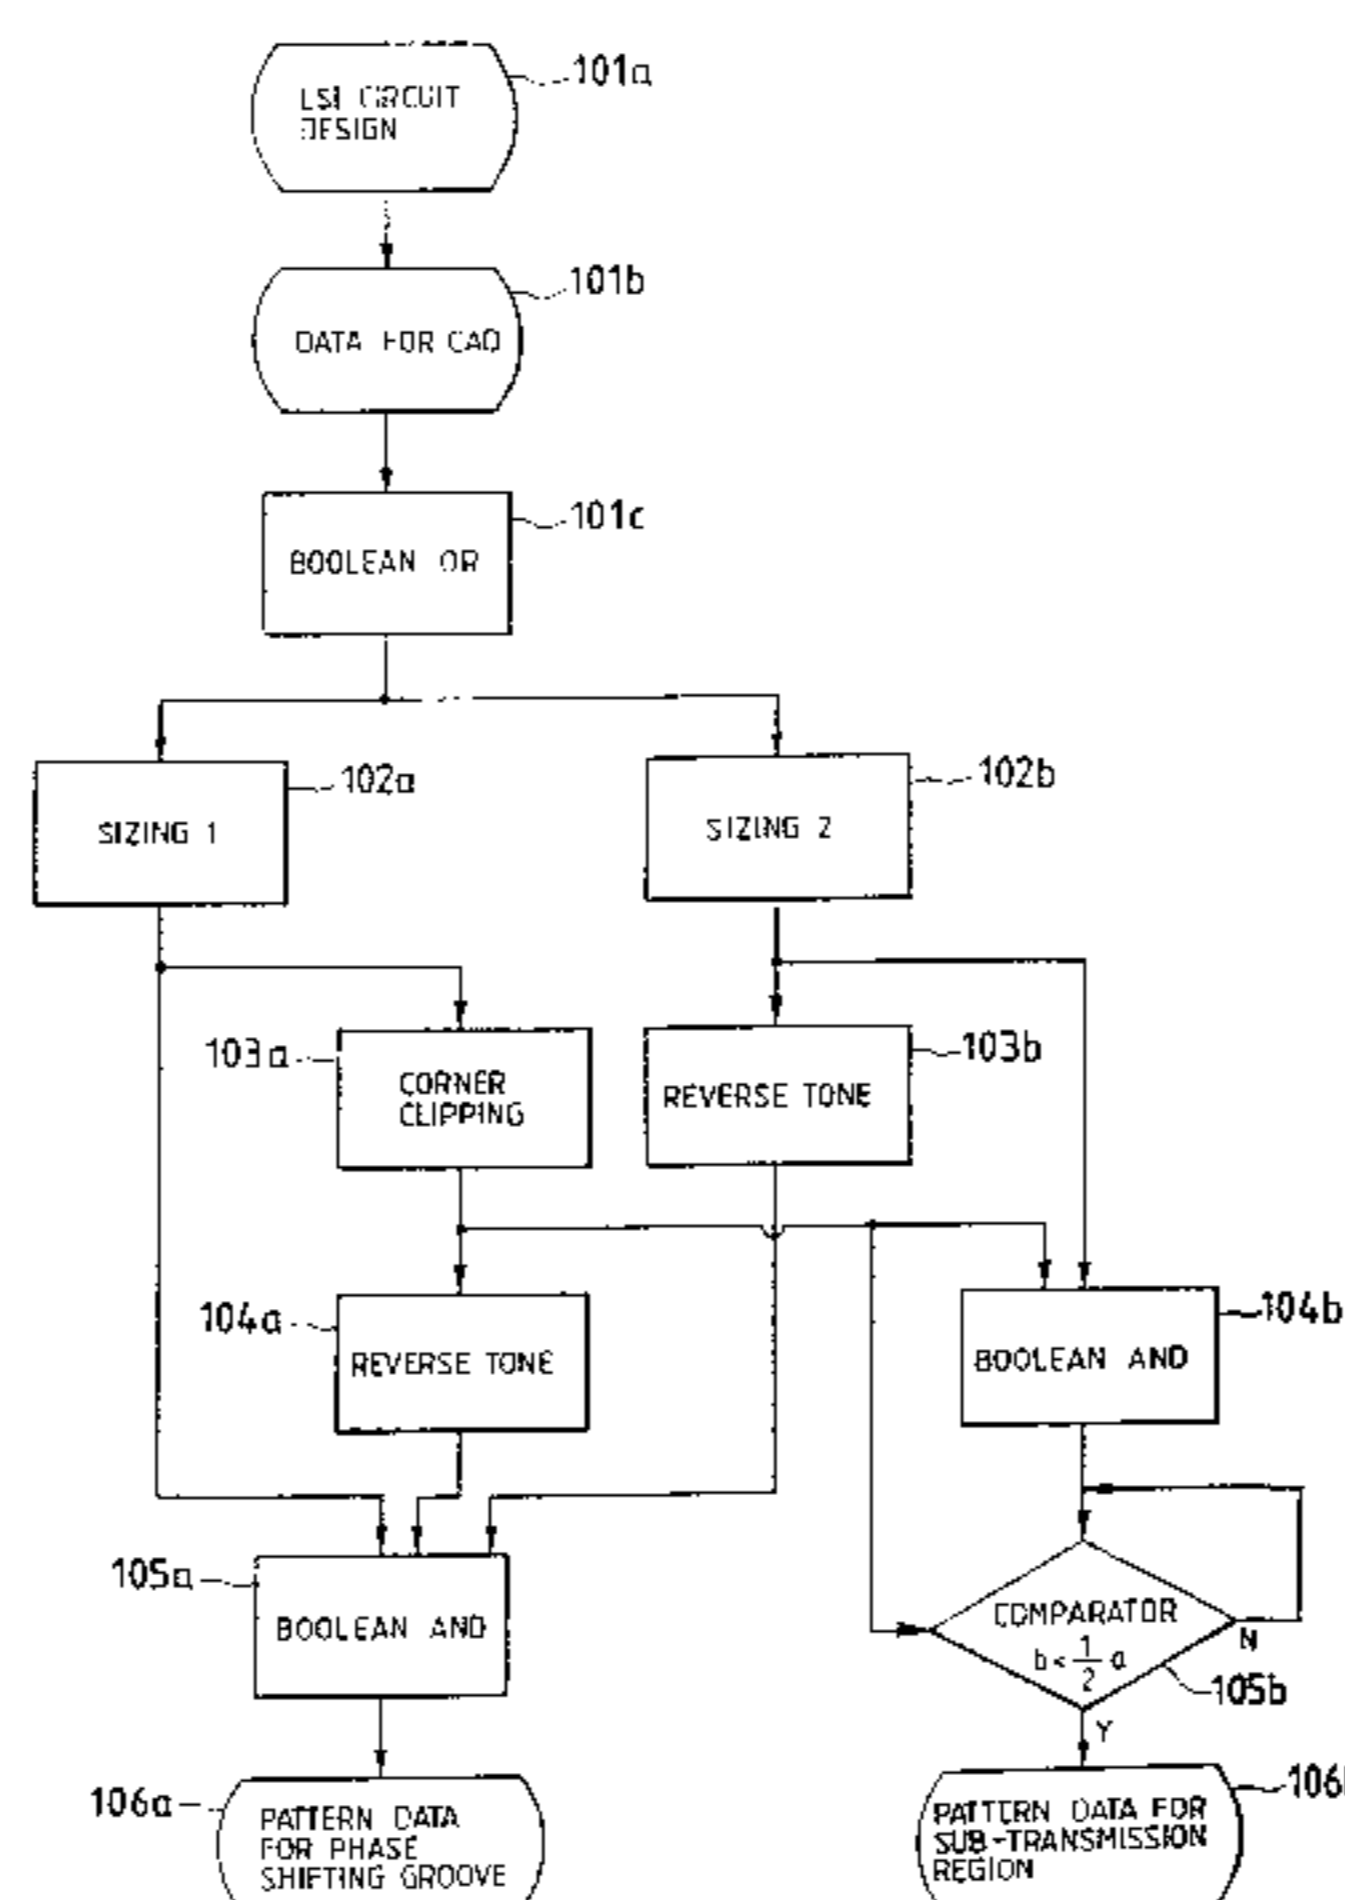 LSI CIRCUIT
DESIGN
101a
DATA FOR CAD
101b
BOOLEAN OR
101c
SIZING 1
102a
SIZING 2
102b
103a
CORNER
CLIPPING
REVERSE TONE
103b
104a
REVERSE TONE
BOOLEAN AND
104b
105a
BOOLEAN AND
COMPARATOR
b < 1/2 a
N
105b
Y
106a
PATTERN DATA
FOR PHASE
SHIFTING GROOVE
PATTERN DATA FOR
SUB-TRANSMISSION
REGION